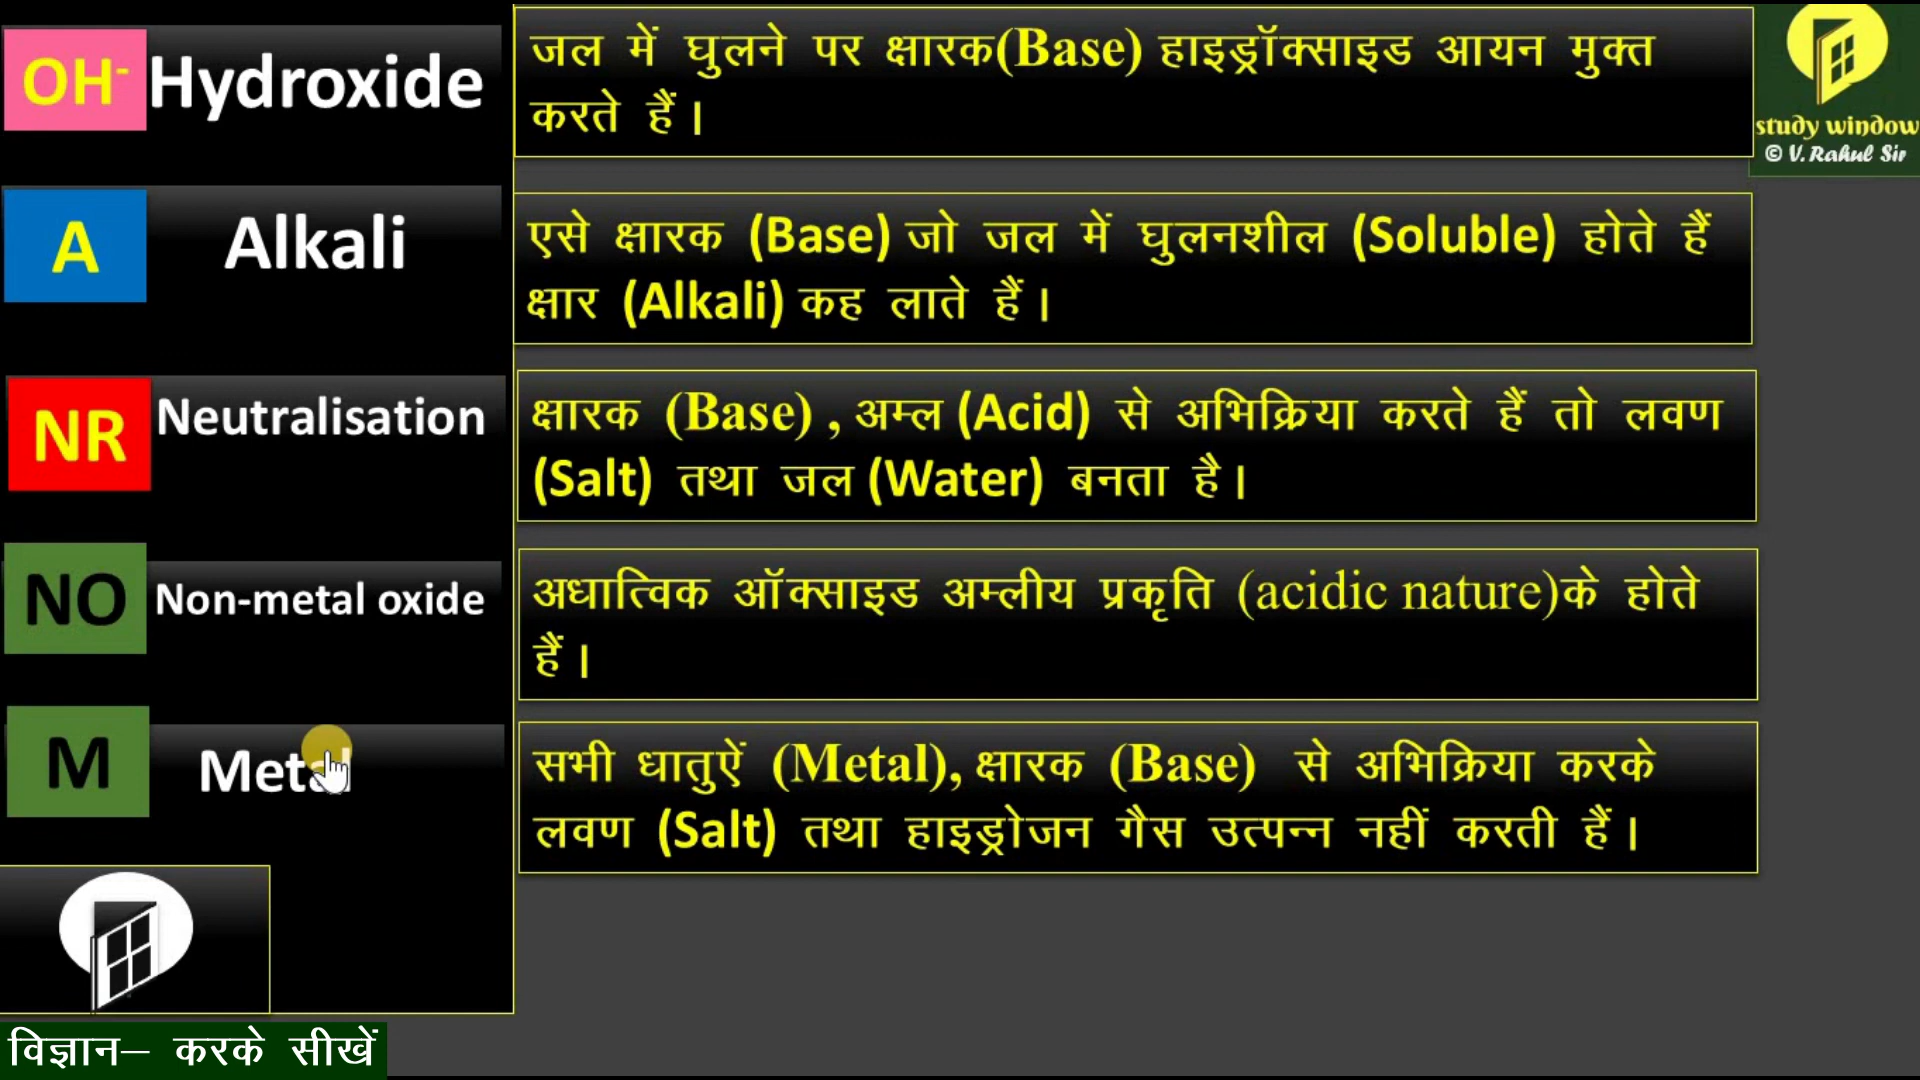 OH- Hydroxide
जल में घुलने पर क्षारक(Base) हाइड्रॉक्साइड आयन मुक्त
करते हैं।
study window
© V. Rahul Sir
A Alkali
एसे क्षारक (Base) जो जल में घुलनशील (Soluble) होते हैं
क्षार (Alkali) कह लाते हैं।
NR Neutralisation
क्षारक (Base) , अम्ल (Acid) से अभिक्रिया करते हैं तो लवण
(Salt) तथा जल (Water) बनता है।
NO Non-metal oxide
अधात्विक ऑक्साइड अम्लीय प्रकृति (acidic nature)के होते
हैं।
M Metal
सभी धातुऐं (Metal), क्षारक (Base) से अभिक्रिया करके
लवण (Salt) तथा हाइड्रोजन गैस उत्पन्न नहीं करती हैं।
विज्ञान– करके सीखें